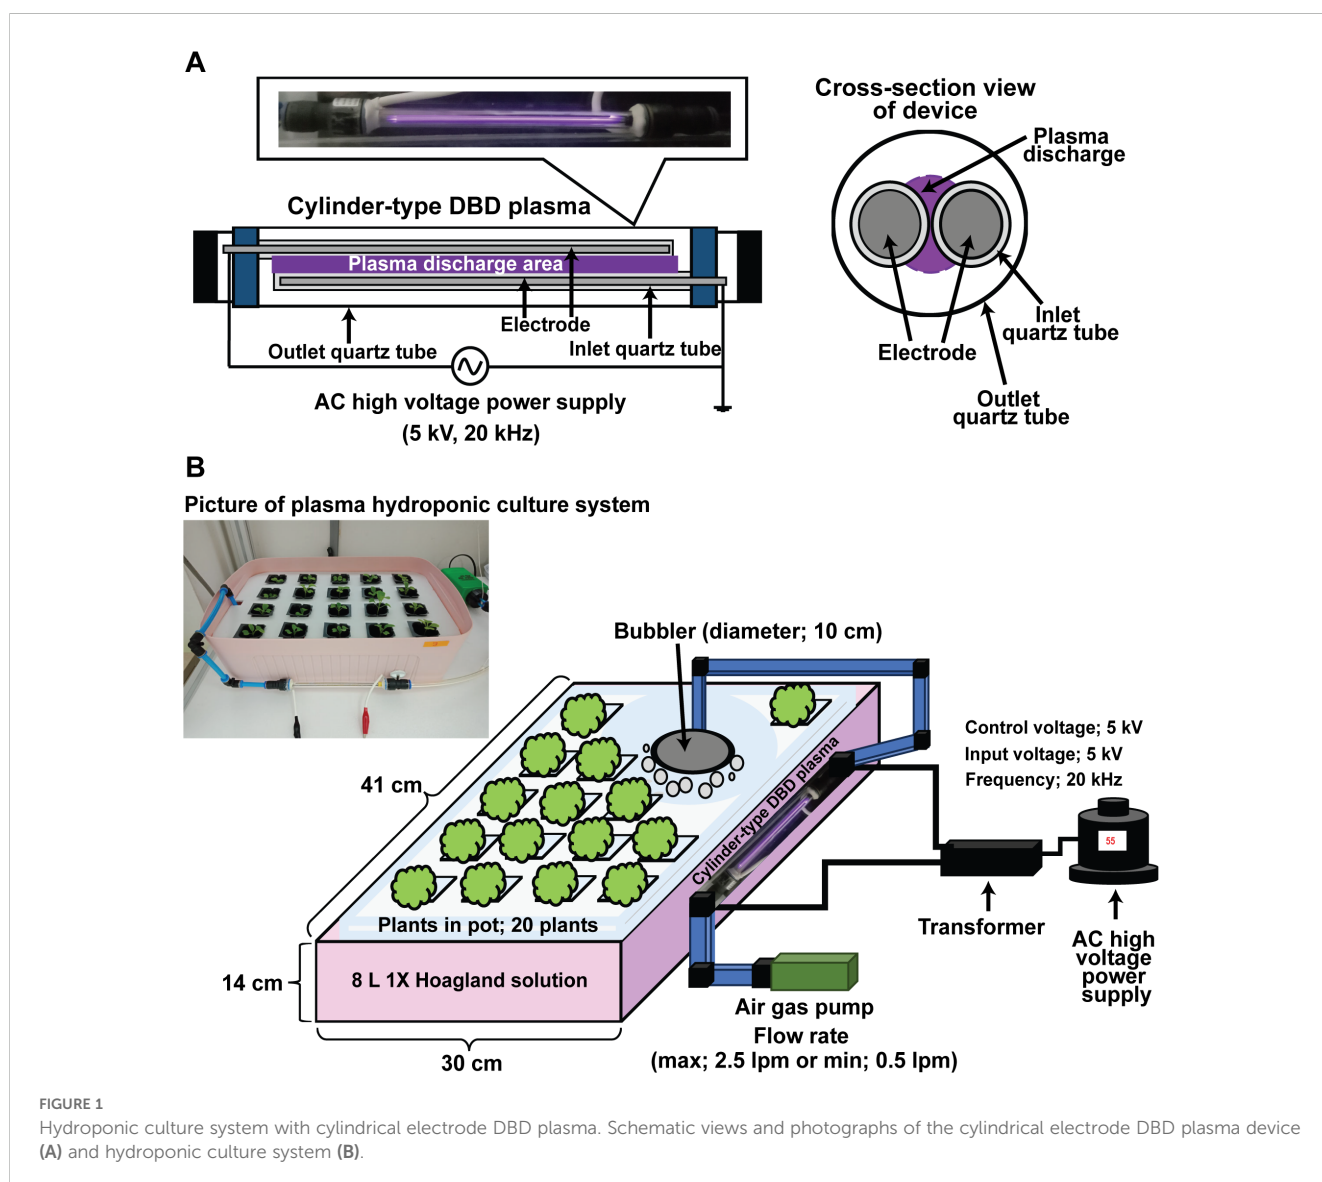 A
Cross-section view
of device
Plasma
discharge
Cylinder-type DBD plasma
Plasma discharge area
Electrode
Outlet quartz tube
Inlet quartz tube
Inlet
quartz tube
Electrode
Outlet
quartz tube
AC high voltage power supply
(5 kV, 20 kHz)
B
Picture of plasma hydroponic culture system
Bubbler (diameter; 10 cm)
Control voltage; 5 kV
Input voltage; 5 kV
Frequency; 20 kHz
41 cm
Cylinder-type DBD plasma
55
Plants in pot; 20 plants
Transformer
AC high
voltage
power
supply
14 cm
8 L 1X Hoagland solution
Air gas pump
Flow rate
(max; 2.5 lpm or min; 0.5 lpm)
30 cm
FIGURE 1
Hydroponic culture system with cylindrical electrode DBD plasma. Schematic views and photographs of the cylindrical electrode DBD plasma device
(A) and hydroponic culture system (B).